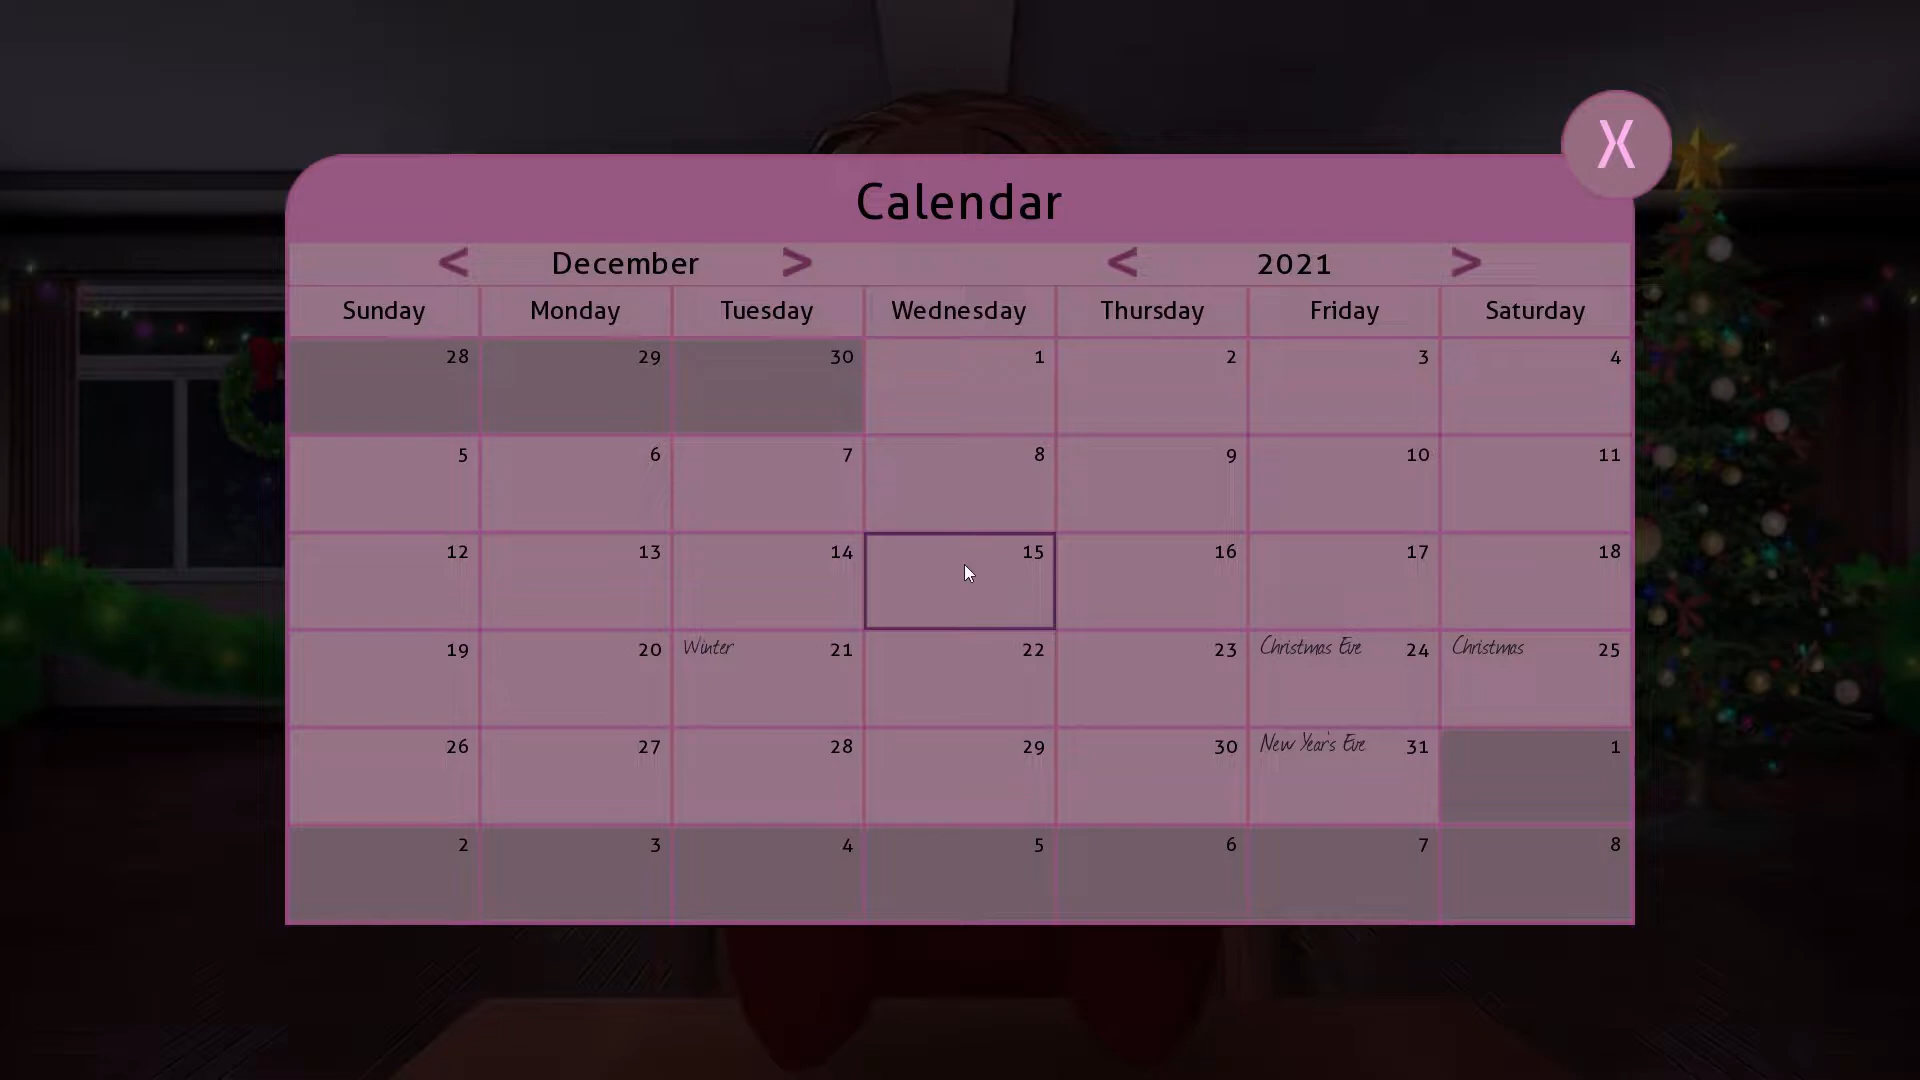 X
Calendar
< December > < 2021 >
Sunday Monday Tuesday Wednesday Thursday Friday Saturday
28 29 30 1 2 3 4
5 6 7 8 9 10 11
12 13 14 15 16 17 18
19 20 Winter 21 22 23 Christmas Eve 24 Christmas 25
26 27 28 29 30 New Year's Eve 31 1
2 3 4 5 6 7 8